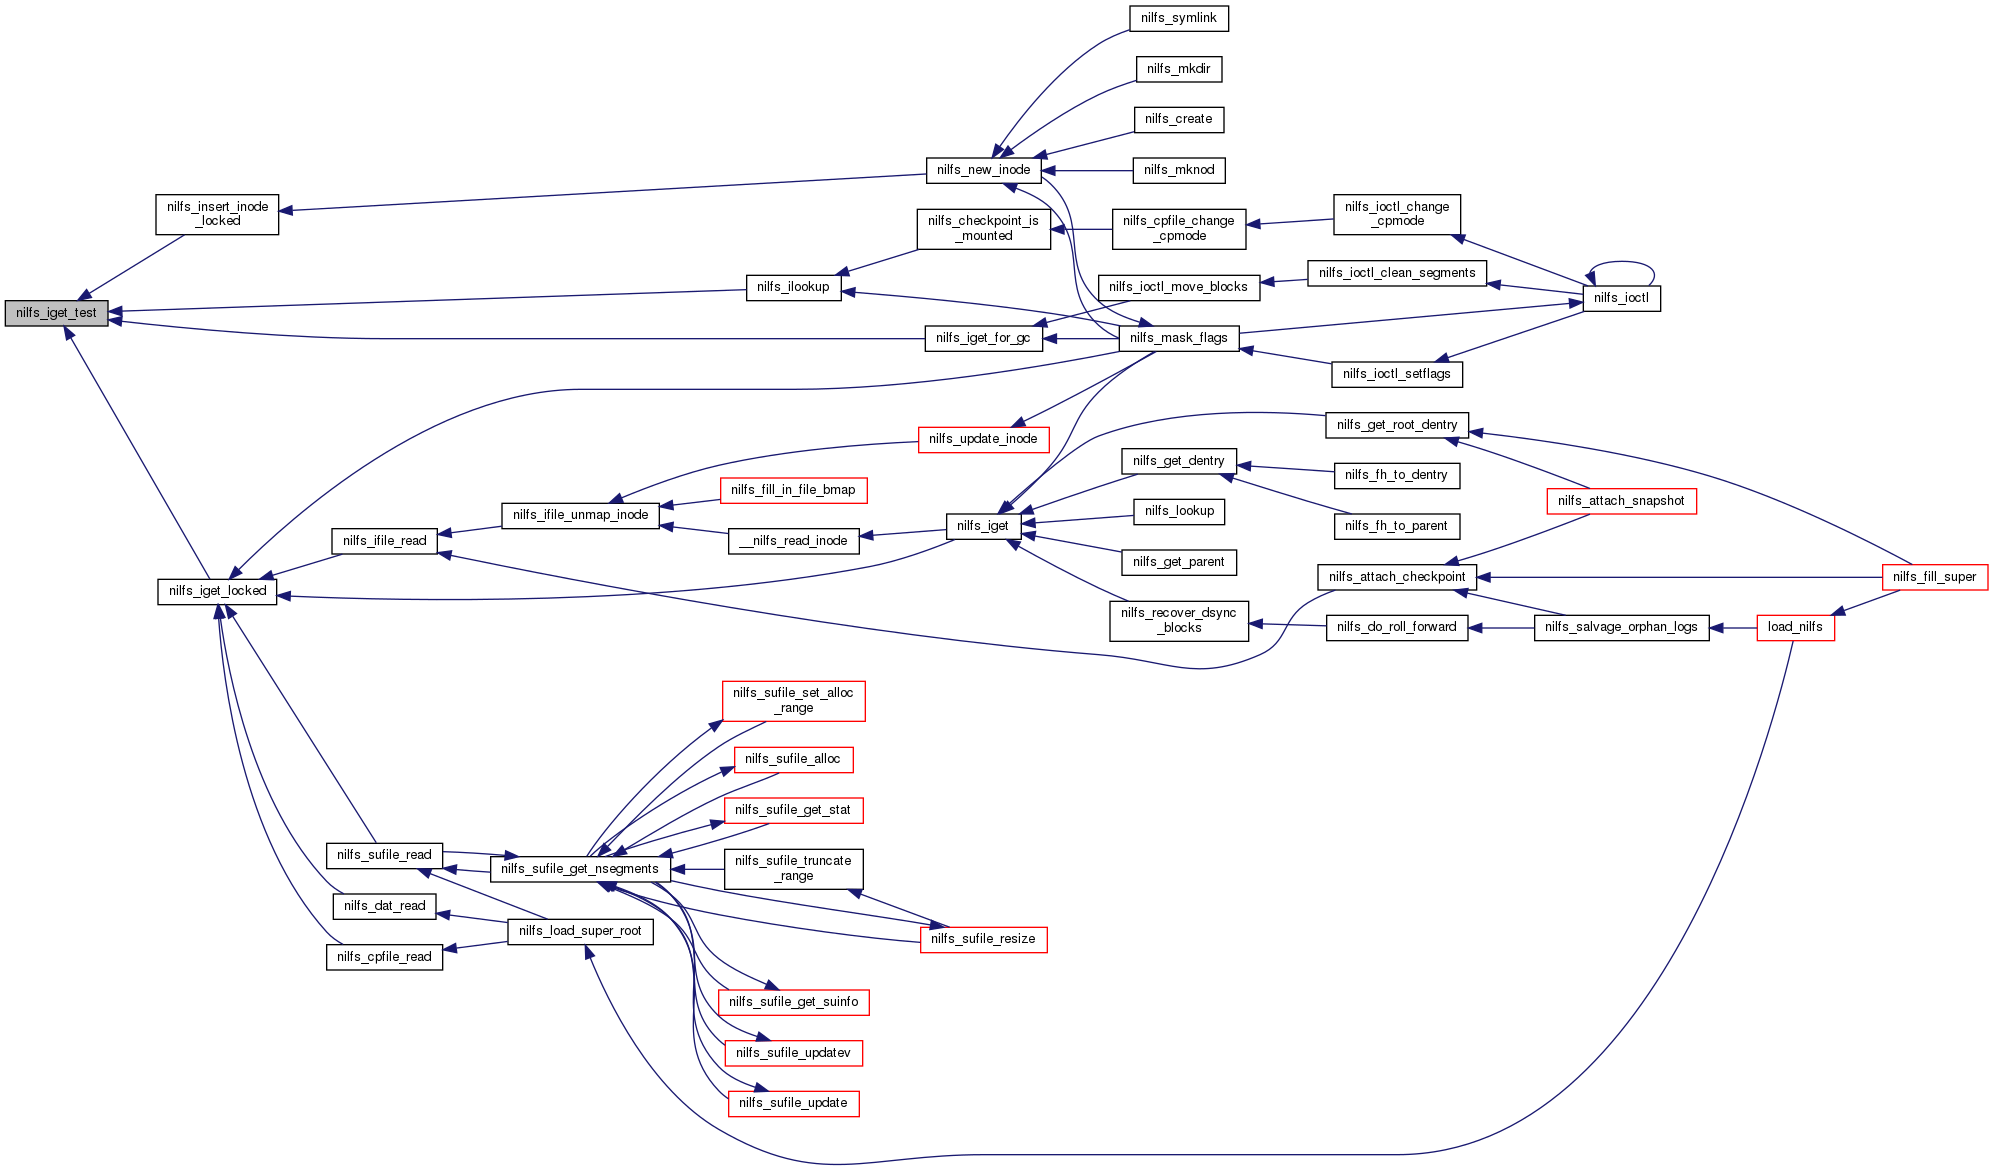 nilfs_symlink
nilfs_mkdir
nilfs_create
nilfs_new_inode
nilfs_mknod
nilfs_insert_inode
_locked
nilfs_checkpoint_is
_mounted
nilfs_cpfile_change
_cpmode
nilfs_ioctl_change
_cpmode
nilfs_ilookup
nilfs_ioctl_move_blocks
nilfs_ioctl_clean_segments
nilfs_ioctl
nilfs_iget_test
nilfs_iget_for_gc
nilfs_mask_flags
nilfs_ioctl_setflags
nilfs_update_inode
nilfs_get_root_dentry
nilfs_get_dentry
nilfs_fh_to_dentry
nilfs_fill_in_file_bmap
nilfs_attach_snapshot
nilfs_ifile_unmap_inode
nilfs_lookup
nilfs_iget
nilfs_fh_to_parent
nilfs_ifile_read
__nilfs_read_inode
nilfs_get_parent
nilfs_attach_checkpoint
nilfs_fill_super
nilfs_iget_locked
nilfs_recover_dsync
_blocks
nilfs_do_roll_forward
nilfs_salvage_orphan_logs
load_nilfs
nilfs_sufile_set_alloc
_range
nilfs_sufile_alloc
nilfs_sufile_get_stat
nilfs_sufile_read
nilfs_sufile_get_nsegments
nilfs_sufile_truncate
_range
nilfs_dat_read
nilfs_load_super_root
nilfs_sufile_resize
nilfs_cpfile_read
nilfs_sufile_get_suinfo
nilfs_sufile_updatev
nilfs_sufile_update